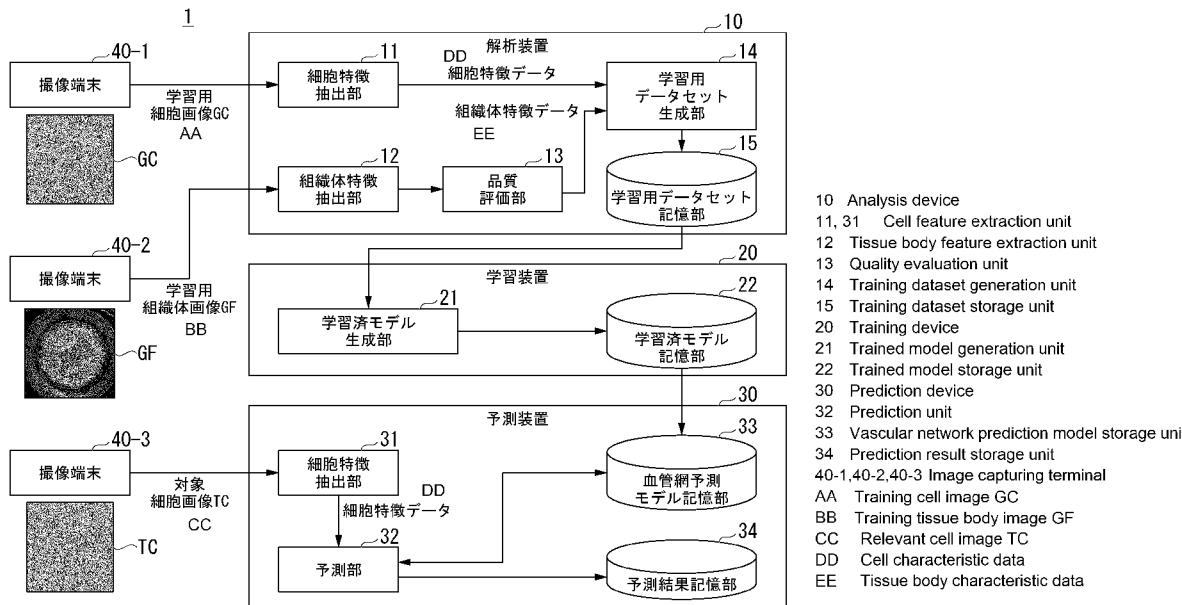 1
10
解析装置
40-1
撮像端末
学習用
細胞画像GC
AA
GC
11
細胞特徴
抽出部
DD
細胞特徴データ
14
学習用
データセット
生成部
組織体特徴データ
EE
12
組織体特徴
抽出部
13
品質
評価部
15
学習用データセット
記憶部
40-2
撮像端末
学習用
組織体画像GF
BB
GF
20
学習装置
21
学習済モデル
生成部
22
学習済モデル
記憶部
30
予測装置
40-3
撮像端末
対象
細胞画像TC
CC
TC
31
細胞特徴
抽出部
DD
細胞特徴データ
32
予測部
33
血管網予測
モデル記憶部
34
予測結果記憶部
10 Analysis device
11, 31 Cell feature extraction unit
12 Tissue body feature extraction unit
13 Quality evaluation unit
14 Training dataset generation unit
15 Training dataset storage unit
20 Training device
21 Trained model generation unit
22 Trained model storage unit
30 Prediction device
32 Prediction unit
33 Vascular network prediction model storage uni
34 Prediction result storage unit
40-1,40-2,40-3 Image capturing terminal
AA Training cell image GC
BB Training tissue body image GF
CC Relevant cell image TC
DD Cell characteristic data
EE Tissue body characteristic data